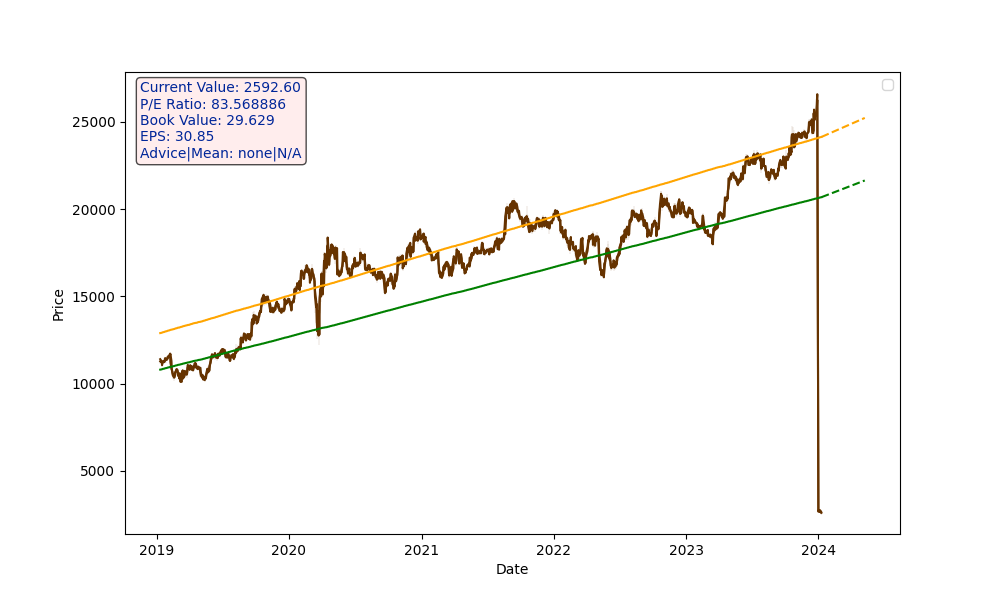 Current Value: 2592.60
P/E Ratio: 83.568886
Book Value: 29.629
EPS: 30.85
Advice|Mean: none|N/A
Price
25000
20000
15000
10000
5000
2019 2020 2021 2022 2023 2024
Date